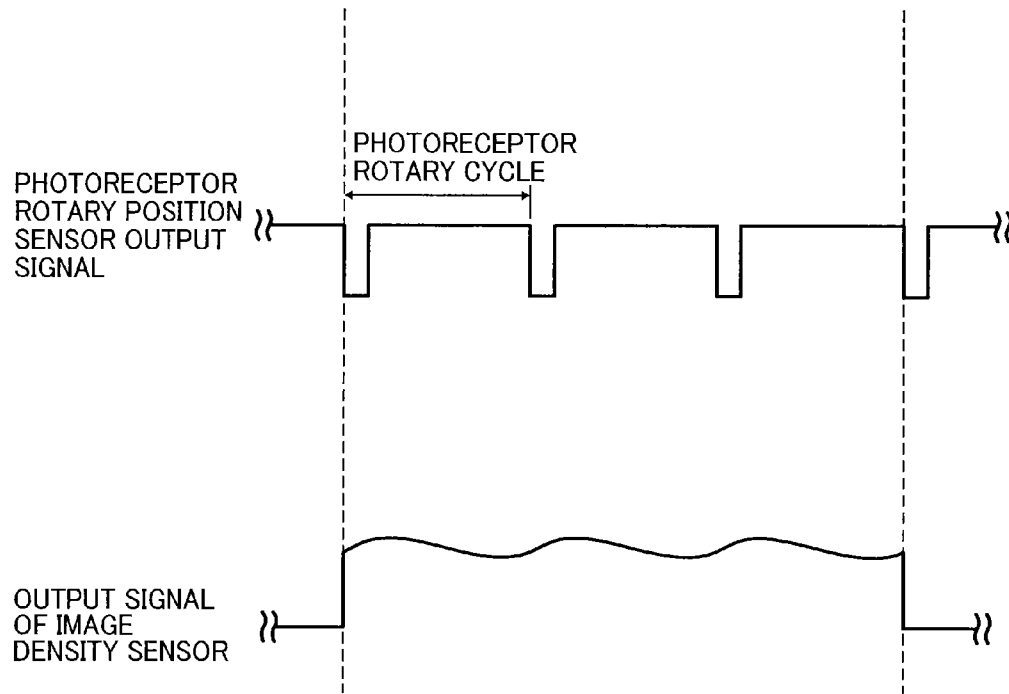 PHOTORECEPTOR
ROTARY CYCLE
PHOTORECEPTOR
ROTARY POSITION
SENSOR OUTPUT
SIGNAL
OUTPUT SIGNAL
OF IMAGE
DENSITY SENSOR